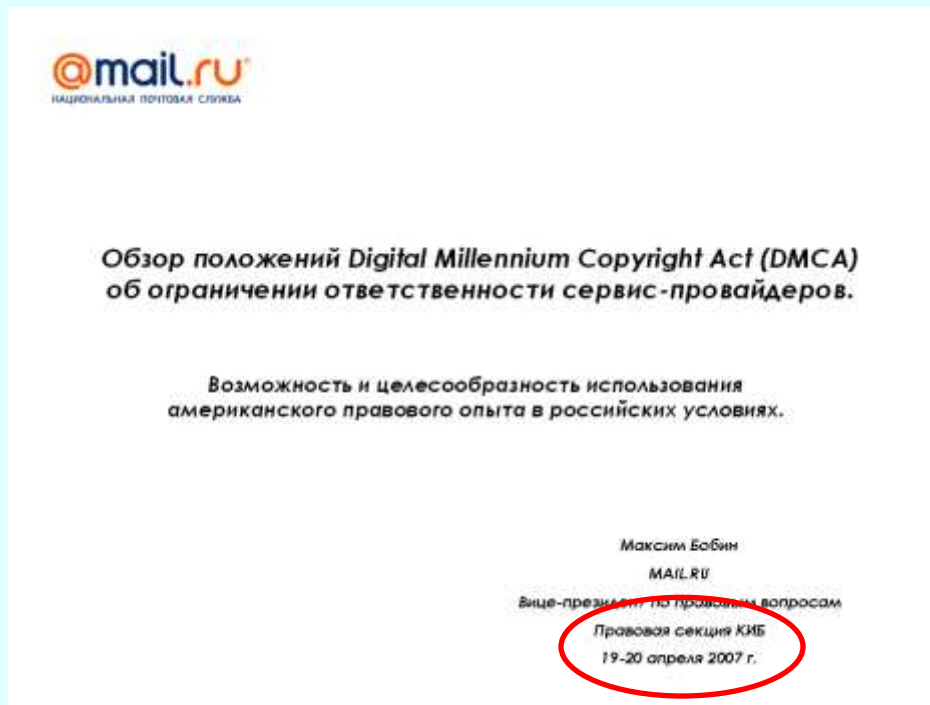 @mail.ru
НАЦИОНАЛЬНАЯ ПОЧТОВАЯ СЛУЖБА
Обзор положений Digital Millennium Copyright Act (DMCA)
об ограничении ответственности сервис-провайдеров.
Возможность и целесообразность использования
американского правового опыта в российских условиях.
Максим Бобин
MAIL.RU
Вице-президент по правовым вопросам
Правовая секция КИБ
19-20 апреля 2007 г.